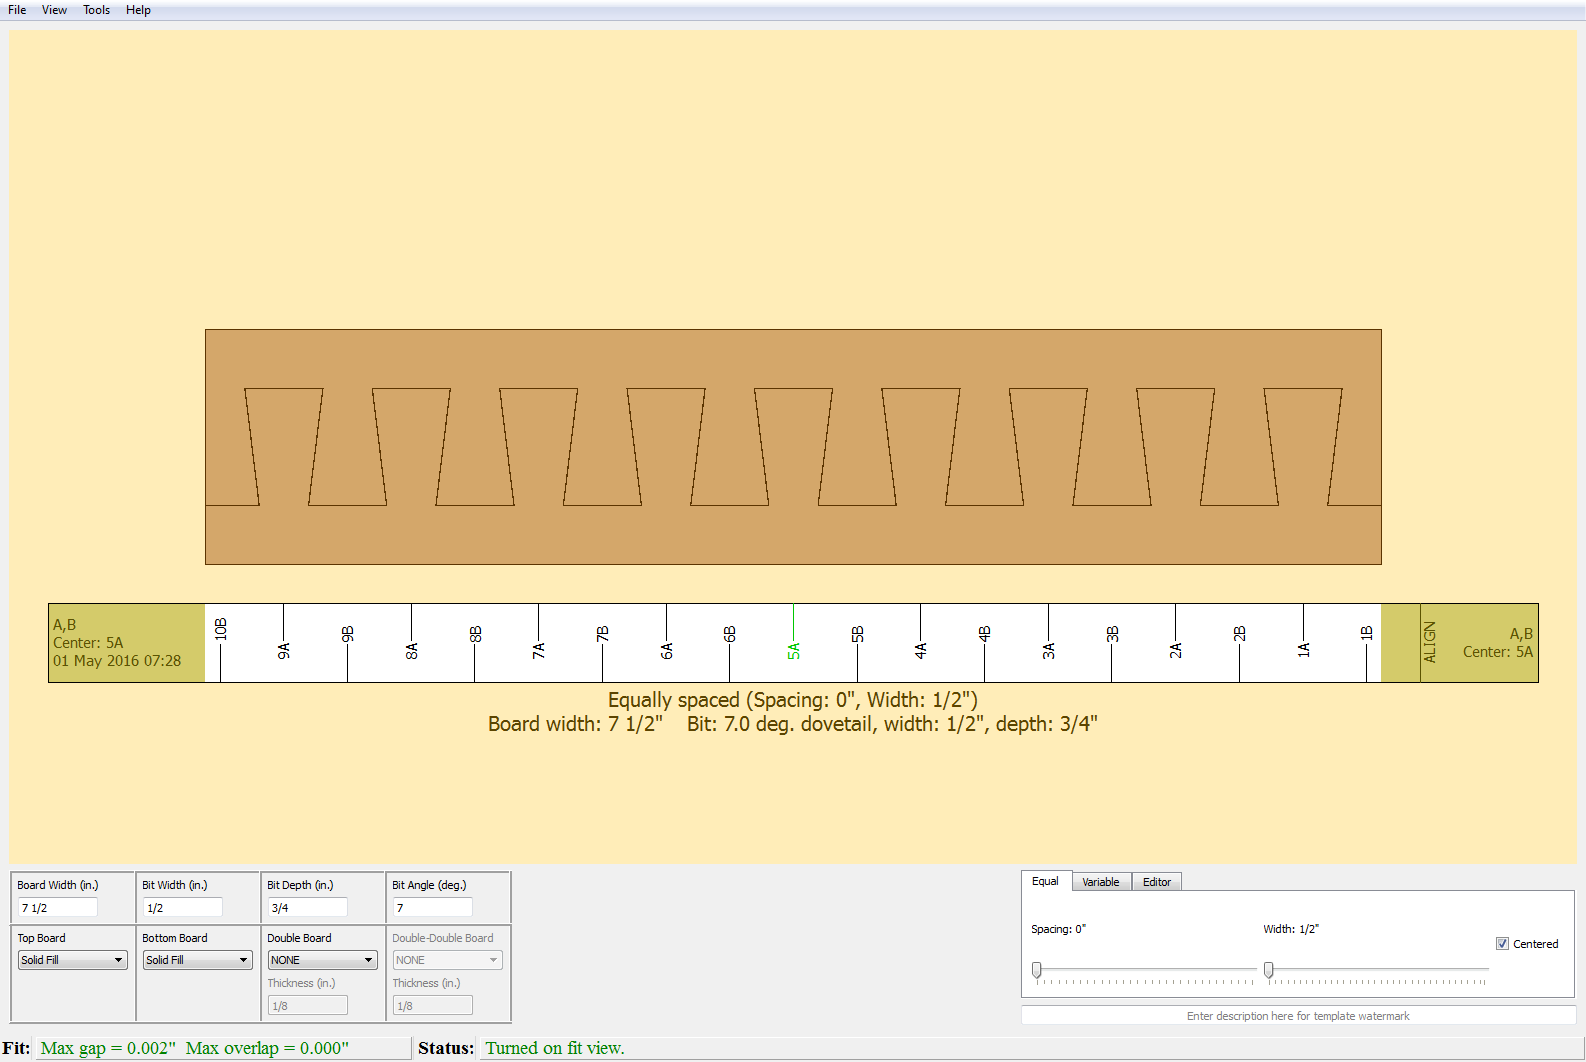 File View Tools Help
10B 9A 9B 8A 8B 7A 7B 6A 6B 5A 5B 4A 4B 3A 3B 2A 2B 1A 1B ALIGN
A,B
Center: 5A
01 May 2016 07:28
A,B
Center: 5A
Equally spaced (Spacing: 0", Width: 1/2")
Board width: 7 1/2" Bit: 7.0 deg. dovetail, width: 1/2", depth: 3/4"
Board Width (in.) Bit Width (in.) Bit Depth (in.) Bit Angle (deg.)
7 1/2 1/2 3/4 7
Top Board Bottom Board Double Board Double-Double Board
Solid Fill Solid Fill NONE NONE
Thickness (in.) Thickness (in.)
1/8 1/8
Equal Variable Editor
Spacing: 0" Width: 1/2"
Centered
Enter description here for template watermark
Fit: Max gap = 0.002" Max overlap = 0.000" Status: Turned on fit view.